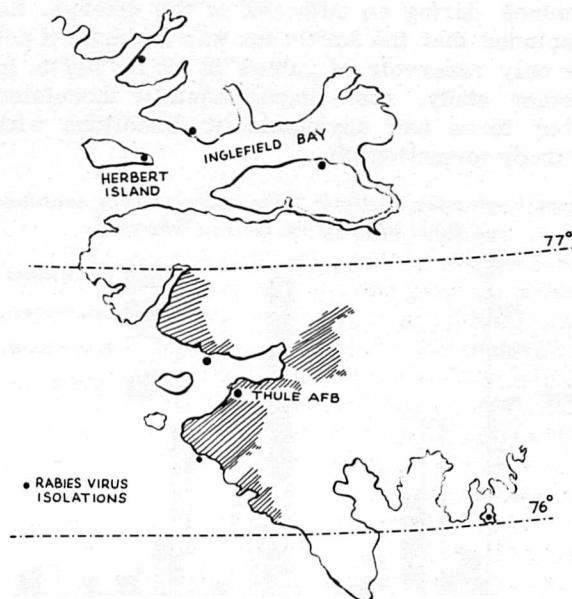 INGLEFIELD BAY
HERBERT
ISLAND
77°
THULE AFB
RABIES VIRUS
ISOLATIONS
76°